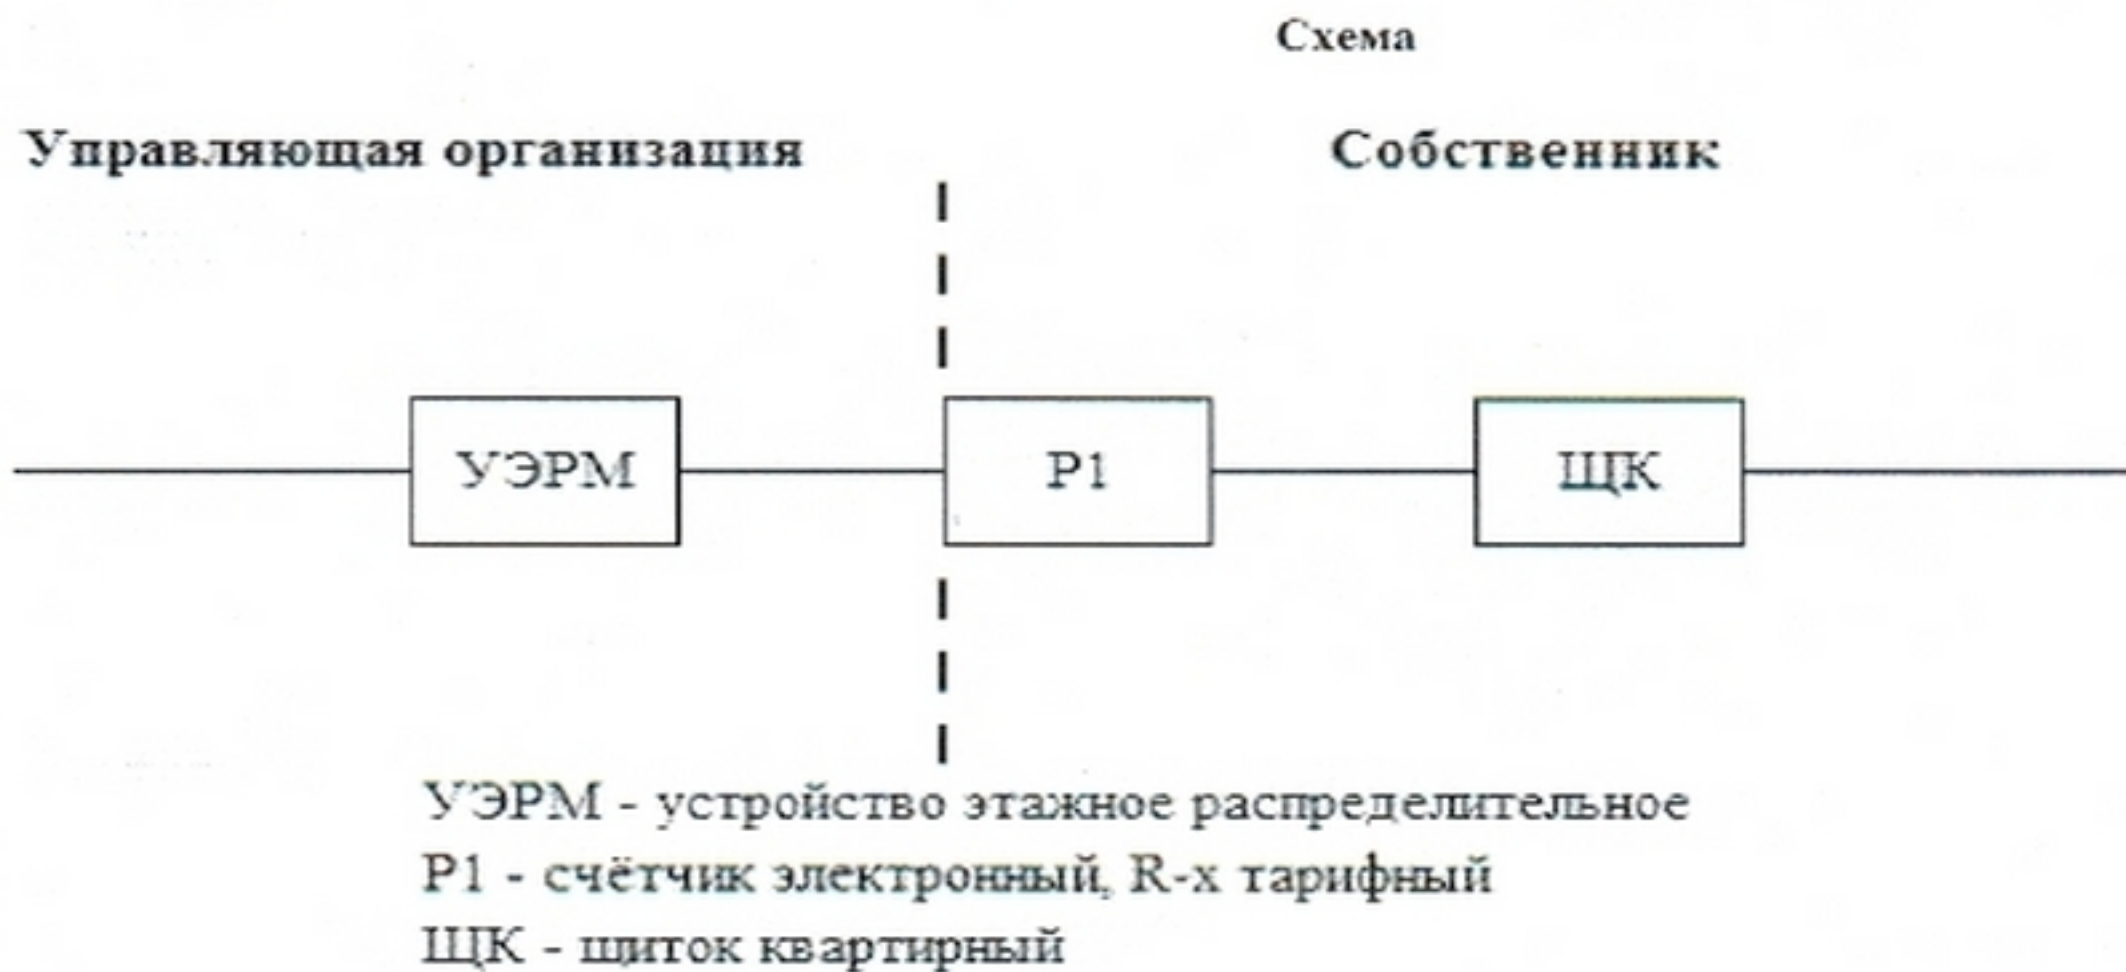 Схема
Управляющая организация
Собственник
УЭРМ
Р1
ЩК
УЭРМ - устройство этажное распределительное
Р1 - счётчик электронный, R-х тарифный
ЩК - щиток квартирный